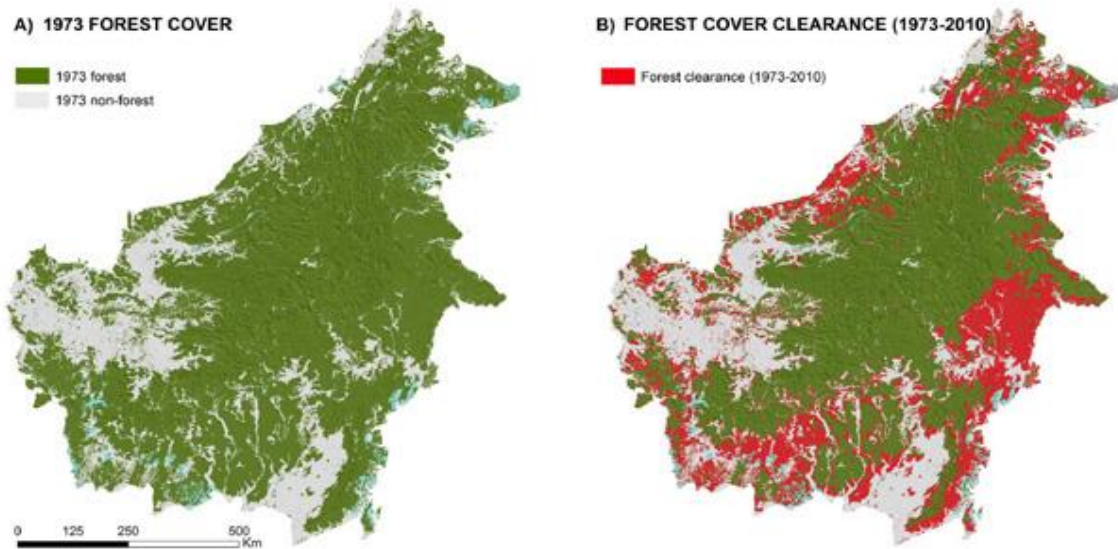 A) 1973 FOREST COVER
1973 forest
1973 non-forest
0 125 250 500
Km
B) FOREST COVER CLEARANCE (1973-2010)
Forest clearance (1973-2010)